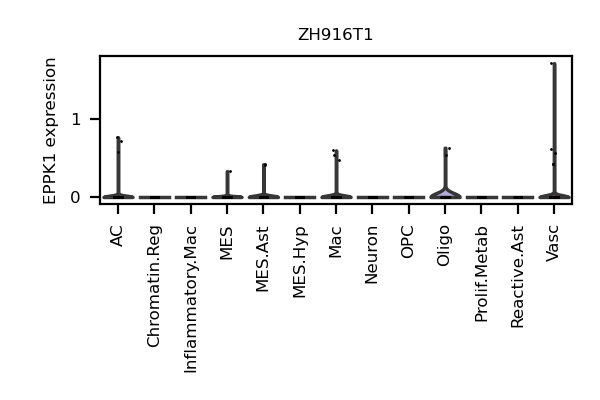 ZH916T1
EPPK1 expression
1
0
AC
Chromatin.Reg
Inflammatory.Mac
MES
MES.Ast
MES.Hyp
Mac
Neuron
OPC
Oligo
Prolif.Metab
Reactive.Ast
Vasc